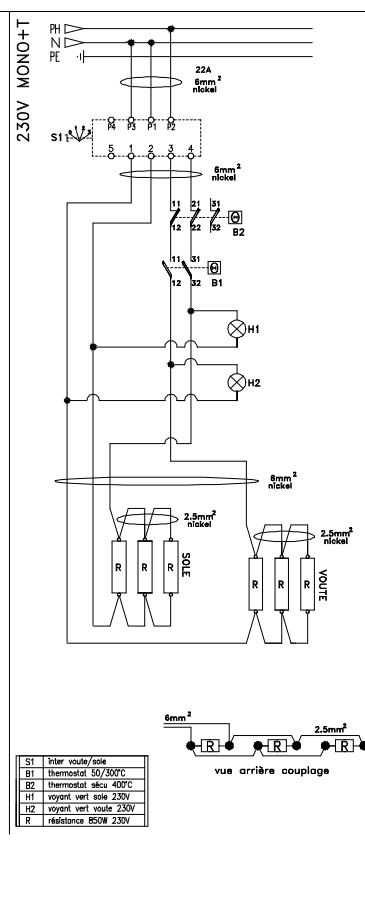 230V MONO+T
PH
N
PE
22A
6mm²
nickel
P4 P3 P1 P2
S1
1 2 3
5 1 2 3 4
6mm²
nickel
11 21 31
12 22 32
B2
11 31
12 32
B1
H1
H2
6mm²
nickel
2.5mm²
nickel
2.5mm²
nickel
R R R
SOLE
R R R
VOUTE
6mm²
2.5mm²
R R R
vue arrière couplage
S1 inter voute/sole
B1 thermostat 50/300°C
B2 thermostat sécu 400°C
H1 voyant vert sole 230V
H2 voyant vert voute 230V
R résistance 850W 230V